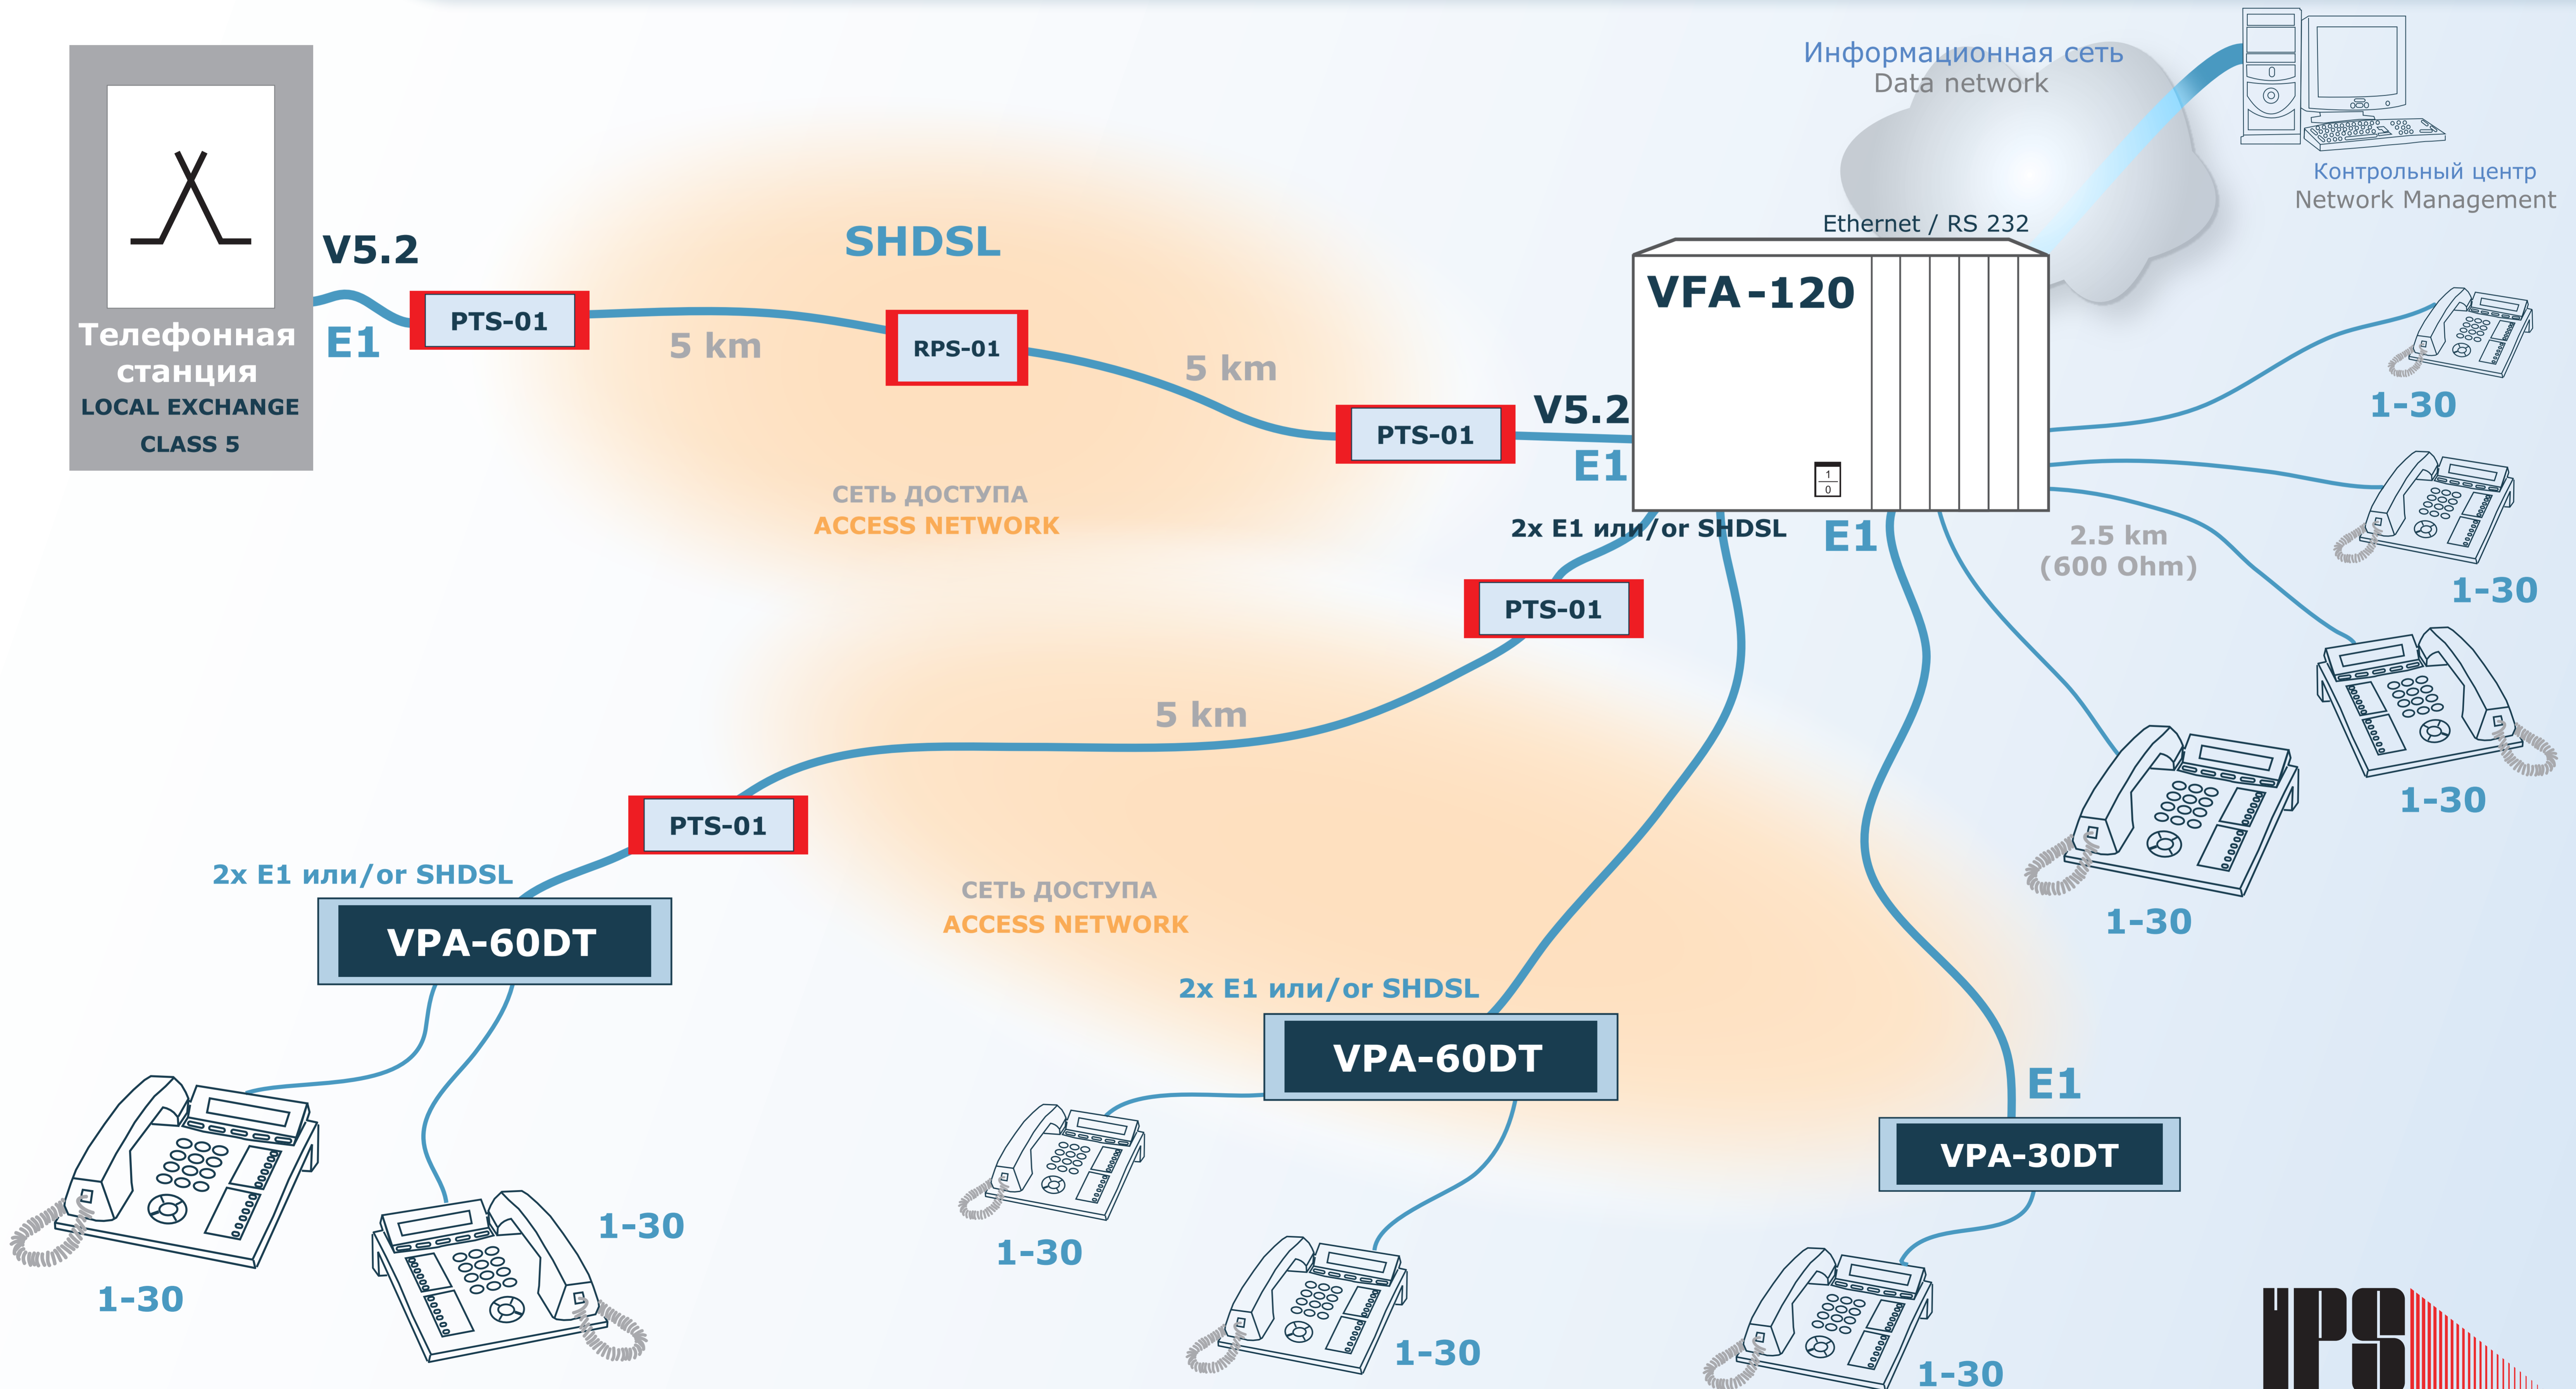 Информационная сеть
Data network
Контрольный центр
Network Management
Ethernet / RS 232
V5.2
E1
SHDSL
PTS-01
5 km
RPS-01
5 km
PTS-01
V5.2
E1
VFA-120
1
0
Телефонная
станция
LOCAL EXCHANGE
CLASS 5
СЕТЬ ДОСТУПА
ACCESS NETWORK
2x E1 или/or SHDSL
E1
2.5 km
(600 Ohm)
1-30
1-30
1-30
1-30
PTS-01
5 km
PTS-01
2x E1 или/or SHDSL
VPA-60DT
СЕТЬ ДОСТУПА
ACCESS NETWORK
2x E1 или/or SHDSL
VPA-60DT
E1
VPA-30DT
1-30
1-30
1-30
1-30
1-30